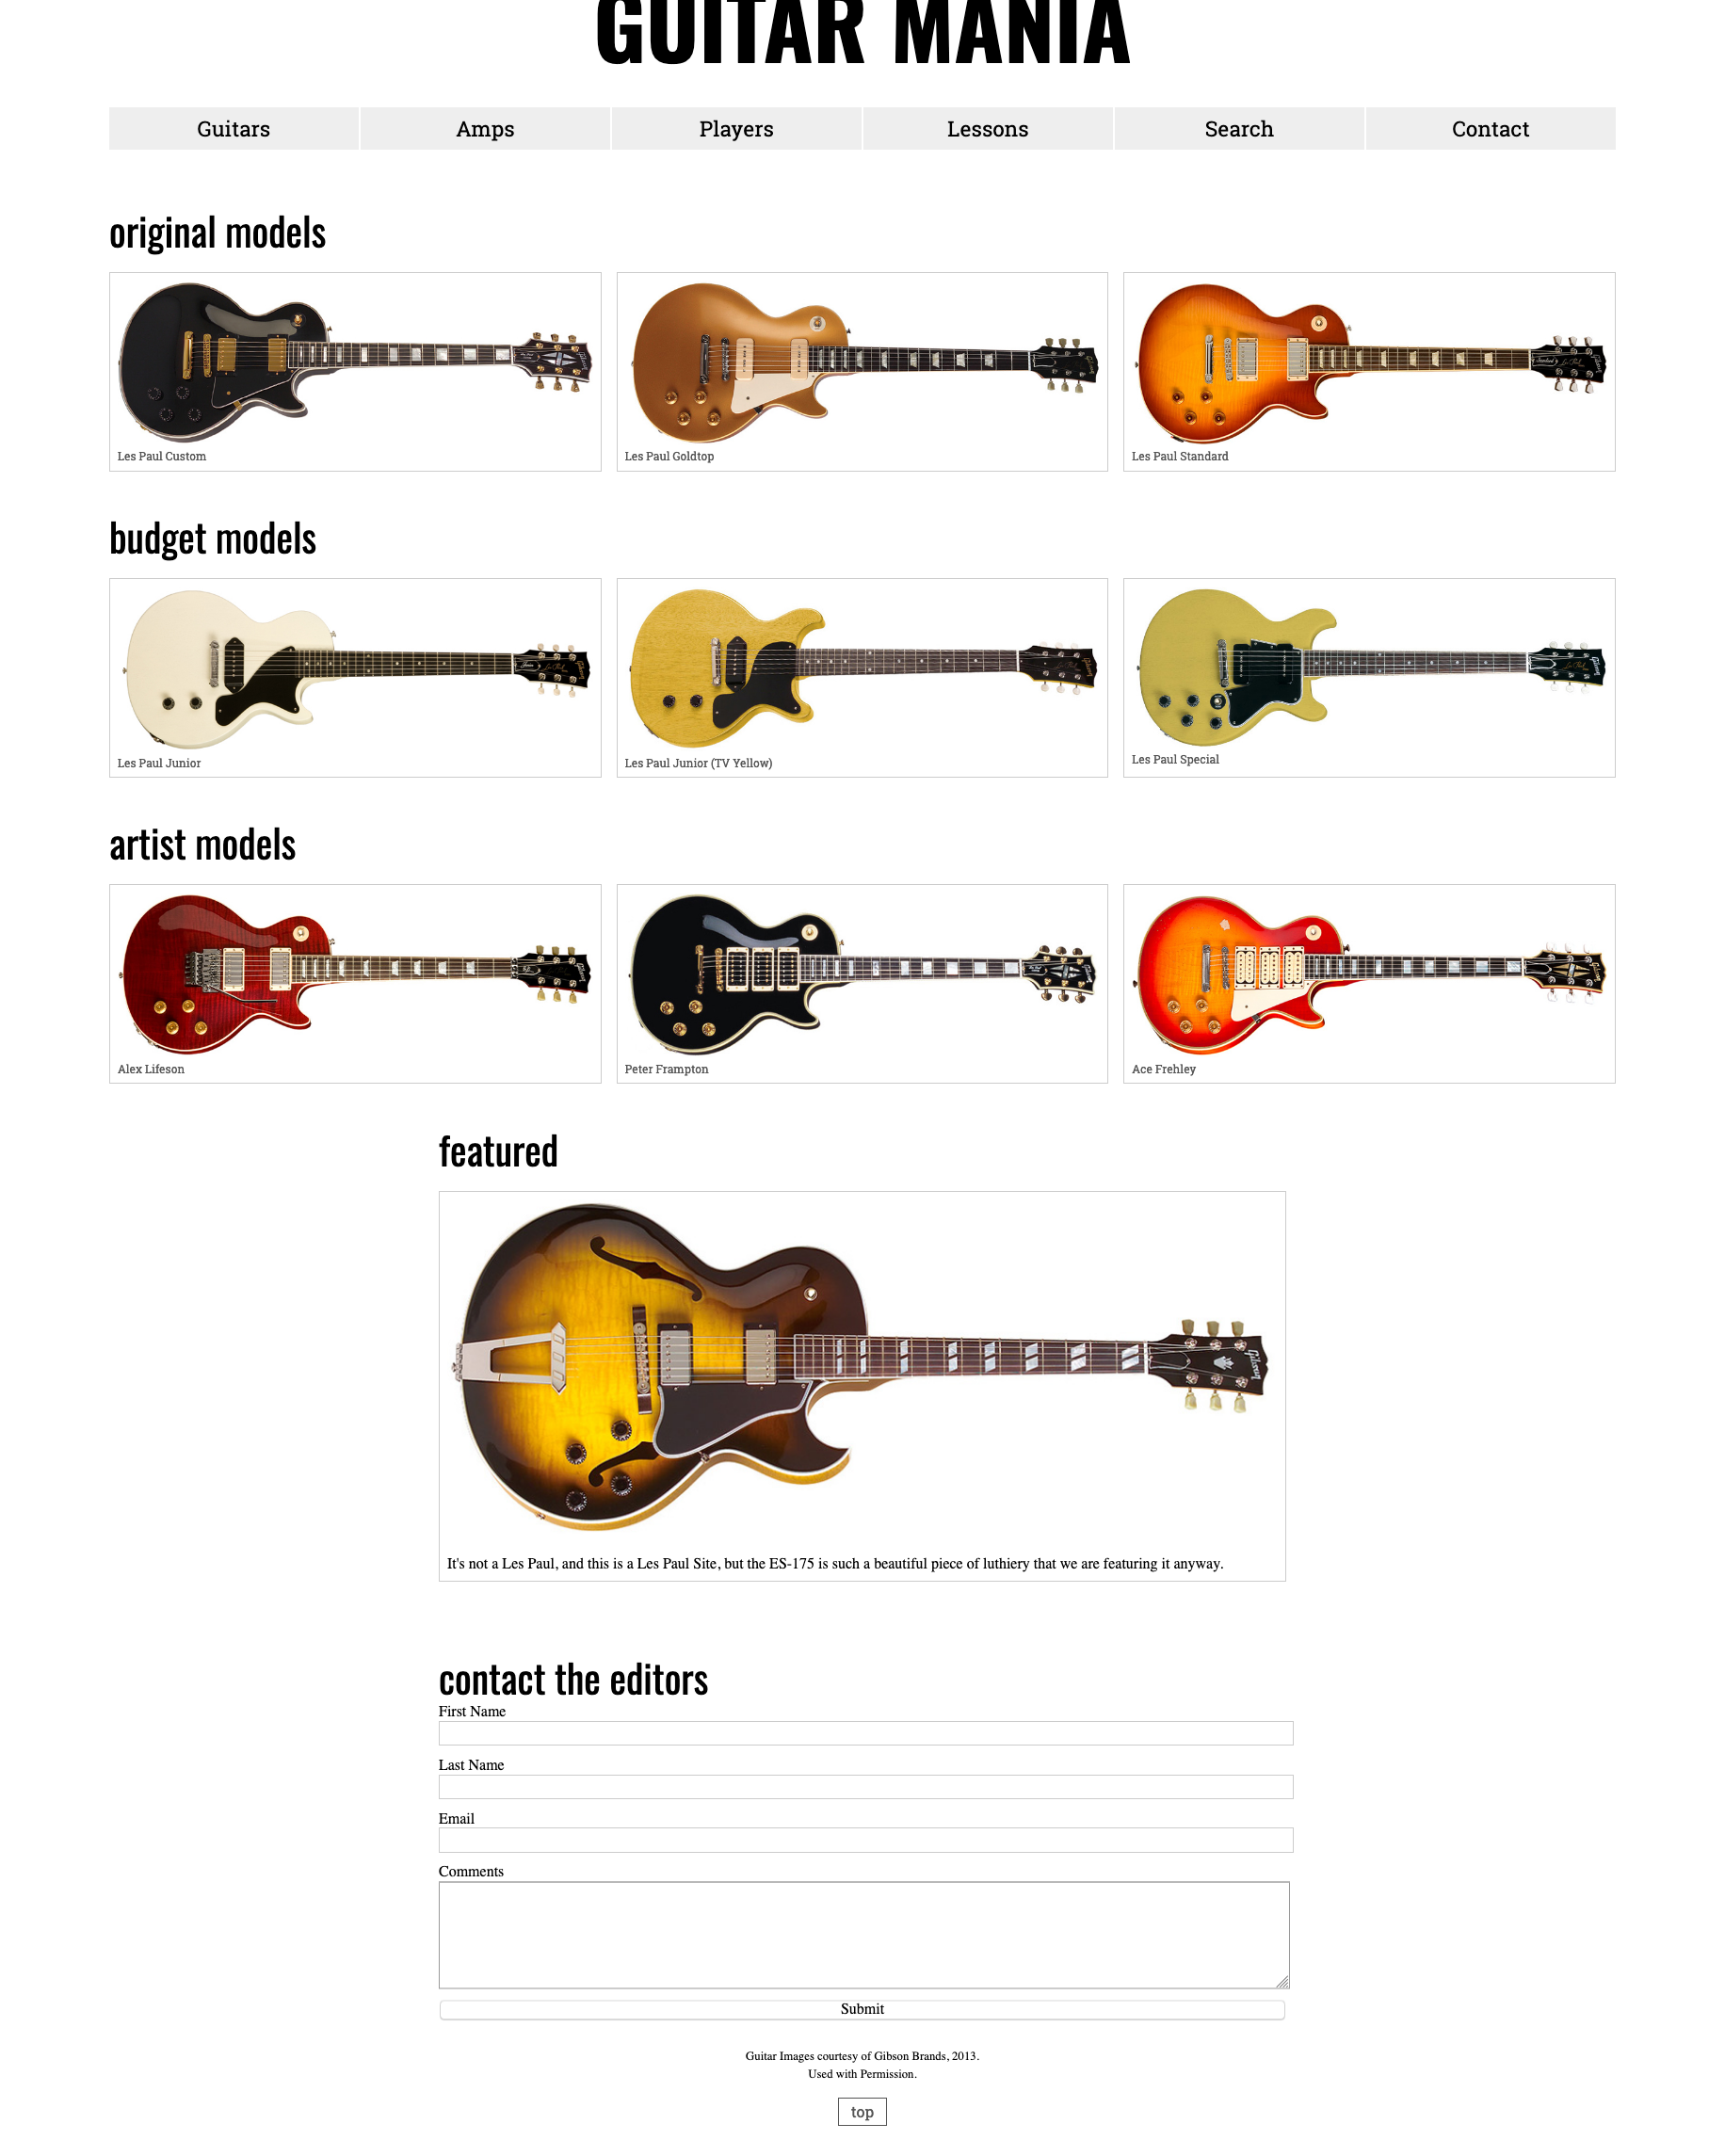 GUITAR MANIA
Guitars
Amps
Players
Lessons
Search
Contact
original models
Les Paul Custom
Les Paul Goldtop
Les Paul Standard
budget models
Les Paul Junior
Les Paul Junior (TV Yellow)
Les Paul Special
artist models
Alex Lifeson
Peter Frampton
Ace Frehley
featured
It's not a Les Paul, and this is a Les Paul Site, but the ES-175 is such a beautiful piece of luthiery that we are featuring it anyway.
contact the editors
First Name
Last Name
Email
Comments
Submit
Guitar Images courtesy of Gibson Brands, 2013.
Used with Permission.
top